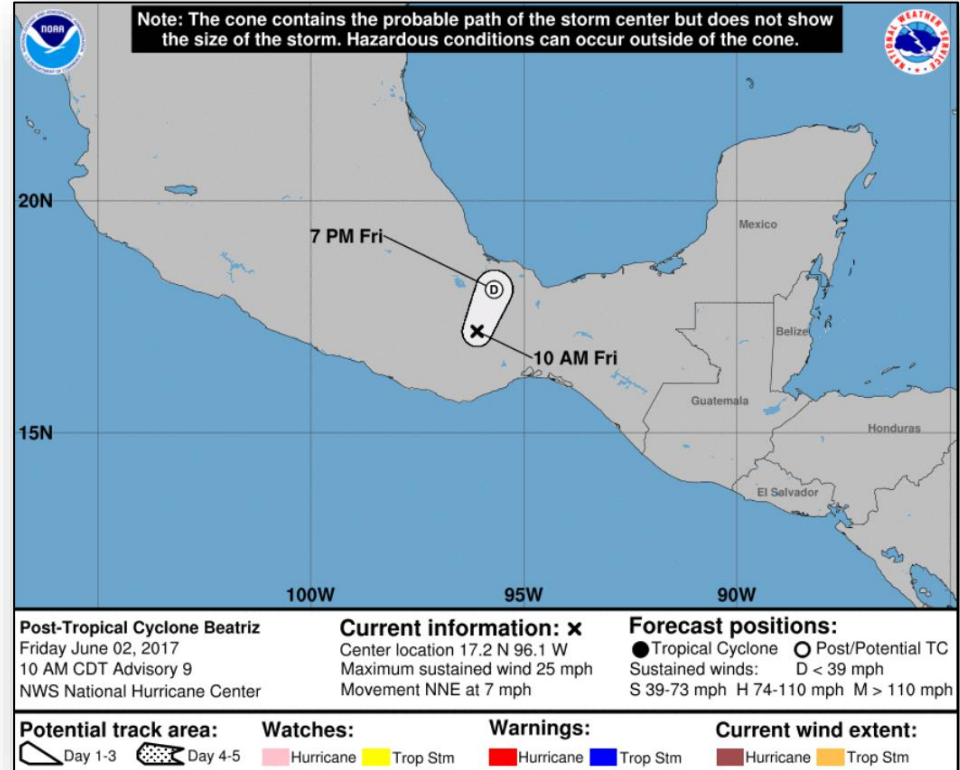 Note: The cone contains the probable path of the storm center but does not show
the size of the storm. Hazardous conditions can occur outside of the cone.
NOAA
NATIONAL WEATHER SERVICE
20N
7 PM Fri
Mexico
D
Belize
10 AM Fri
Guatemala
15N
Honduras
El Salvador
100W 95W 90W
Post-Tropical Cyclone Beatriz
Friday June 02, 2017
10 AM CDT Advisory 9
NWS National Hurricane Center
Current information: ×
Center location 17.2 N 96.1 W
Maximum sustained wind 25 mph
Movement NNE at 7 mph
Forecast positions:
Tropical Cyclone Post/Potential TC
Sustained winds: D < 39 mph
S 39-73 mph H 74-110 mph M > 110 mph
Potential track area:
Day 1-3 Day 4-5
Watches:
Hurricane Trop Stm
Warnings:
Hurricane Trop Stm
Current wind extent:
Hurricane Trop Stm